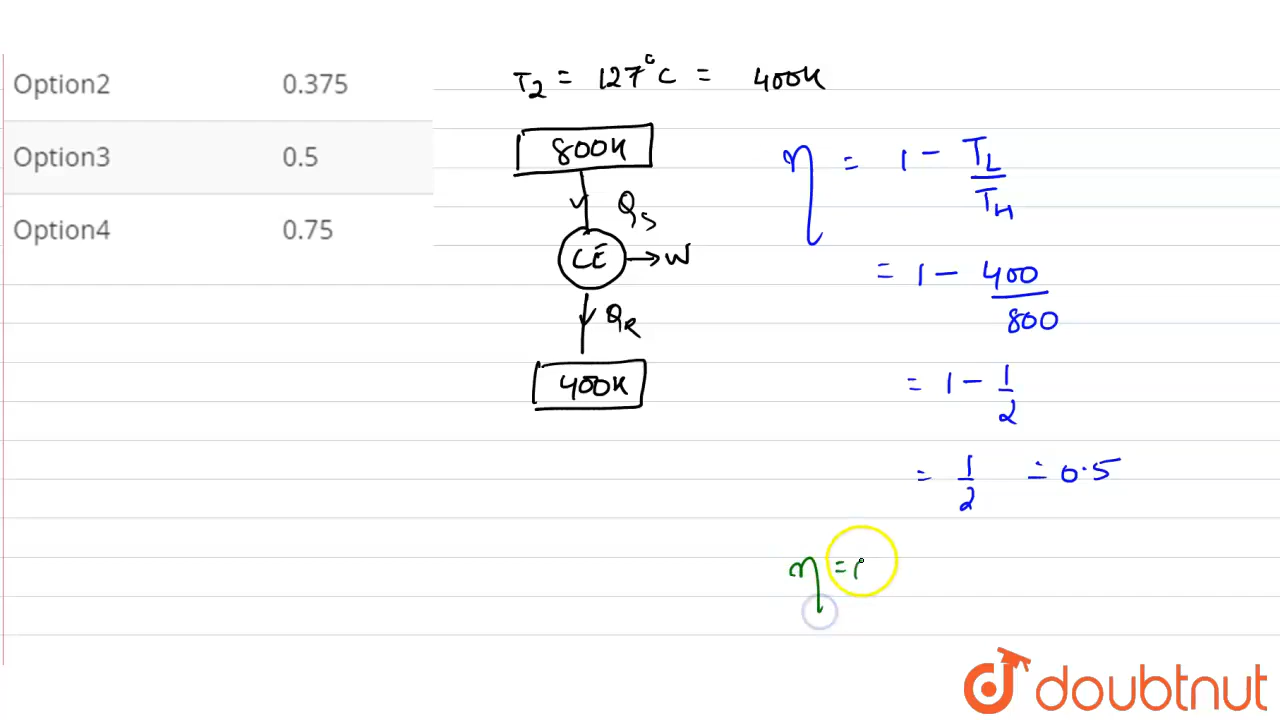 Option2 0.375
Option3 0.5
Option4 0.75
T2 = 127°C = 400K
800K
QS
CE → W
QR
400K
η = 1 - TL/TH
= 1 - 400/800
= 1 - 1/2
= 1/2 = 0.5
η =
doubtnut